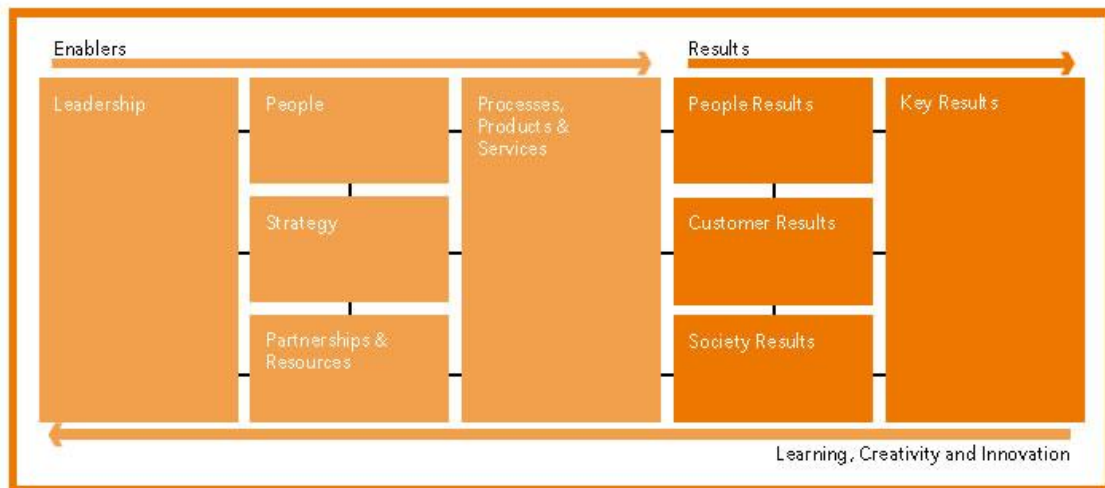 Enablers
Results
Leadership
People
Processes,
Products &
Services
People Results
Key Results
Strategy
Customer Results
Partnerships &
Resources
Society Results
Learning, Creativity and Innovation